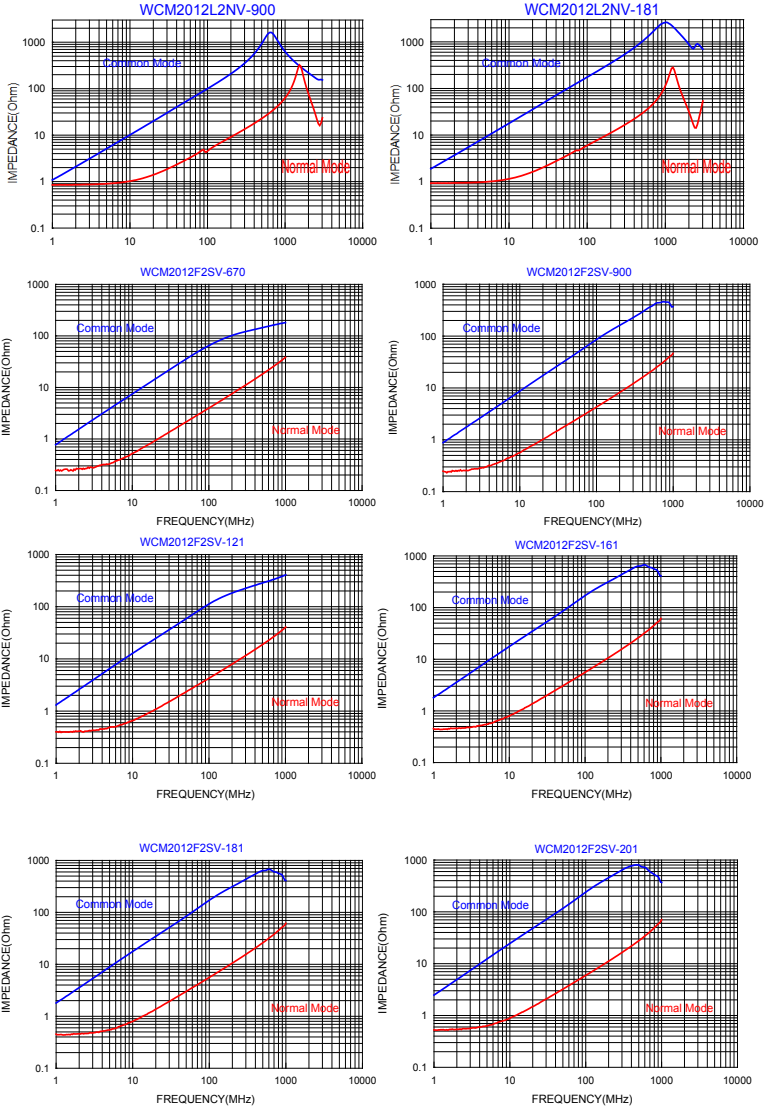 WCM2012L2NV-900
IMPEDANCE(Ohm)
1000
100
10
1
0.1
Common Mode
Normal Mode
1 10 100 1000 10000
WCM2012L2NV-181
IMPEDANCE(Ohm)
1000
100
10
1
0.1
Common Mode
Normal Mode
1 10 100 1000 10000
WCM2012F2SV-670
IMPEDANCE(Ohm)
1000
100
10
1
0.1
Common Mode
Normal Mode
1 10 100 1000 10000
FREQUENCY(MHz)
WCM2012F2SV-900
IMPEDANCE(Ohm)
1000
100
10
1
0.1
Common Mode
Normal Mode
1 10 100 1000 10000
FREQUENCY(MHz)
WCM2012F2SV-121
IMPEDANCE(Ohm)
1000
100
10
1
0.1
Common Mode
Normal Mode
1 10 100 1000 10000
FREQUENCY(MHz)
WCM2012F2SV-161
IMPEDANCE(Ohm)
1000
100
10
1
0.1
Common Mode
Normal Mode
1 10 100 1000 10000
FREQUENCY(MHz)
WCM2012F2SV-181
IMPEDANCE(Ohm)
1000
100
10
1
0.1
Common Mode
Normal Mode
1 10 100 1000 10000
FREQUENCY(MHz)
WCM2012F2SV-201
IMPEDANCE(Ohm)
1000
100
10
1
0.1
Common Mode
Normal Mode
1 10 100 1000 10000
FREQUENCY(MHz)